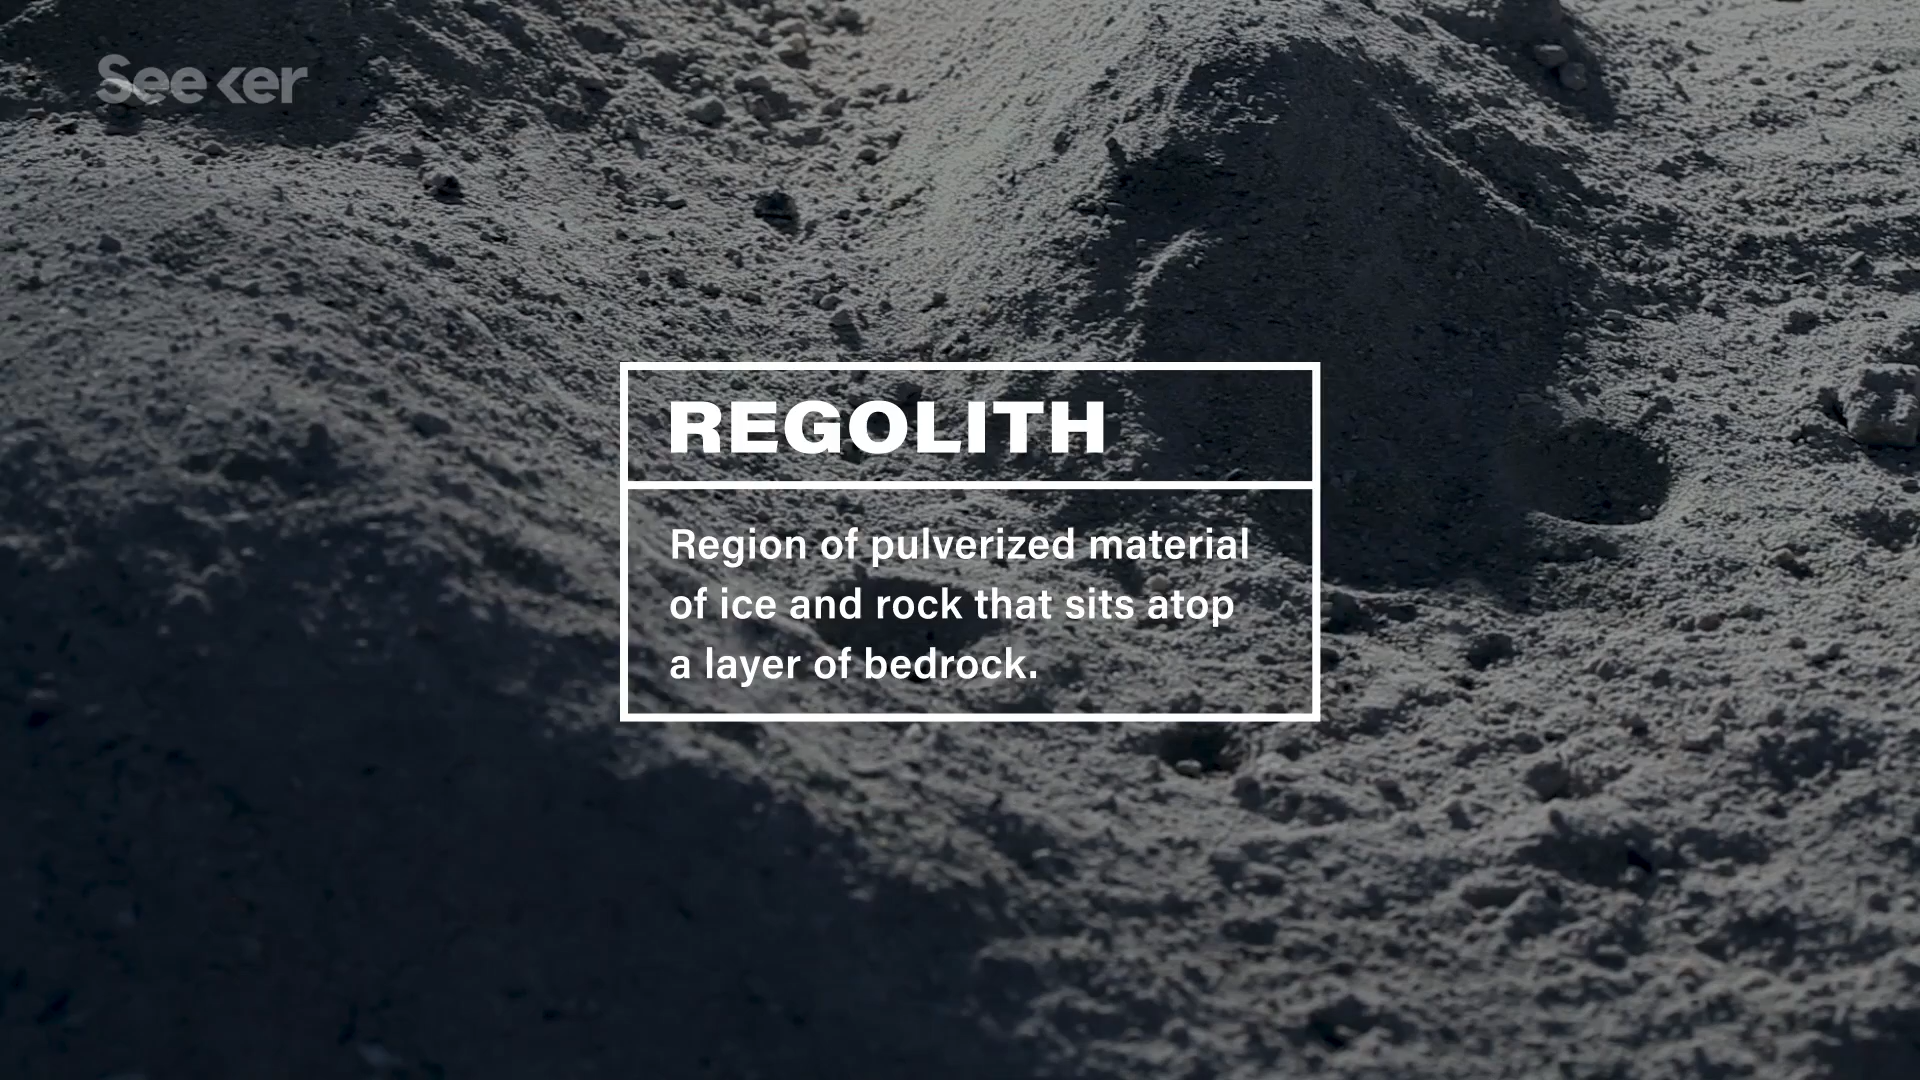 Seeker
REGOLITH
Region of pulverized material
of ice and rock that sits atop
a layer of bedrock.